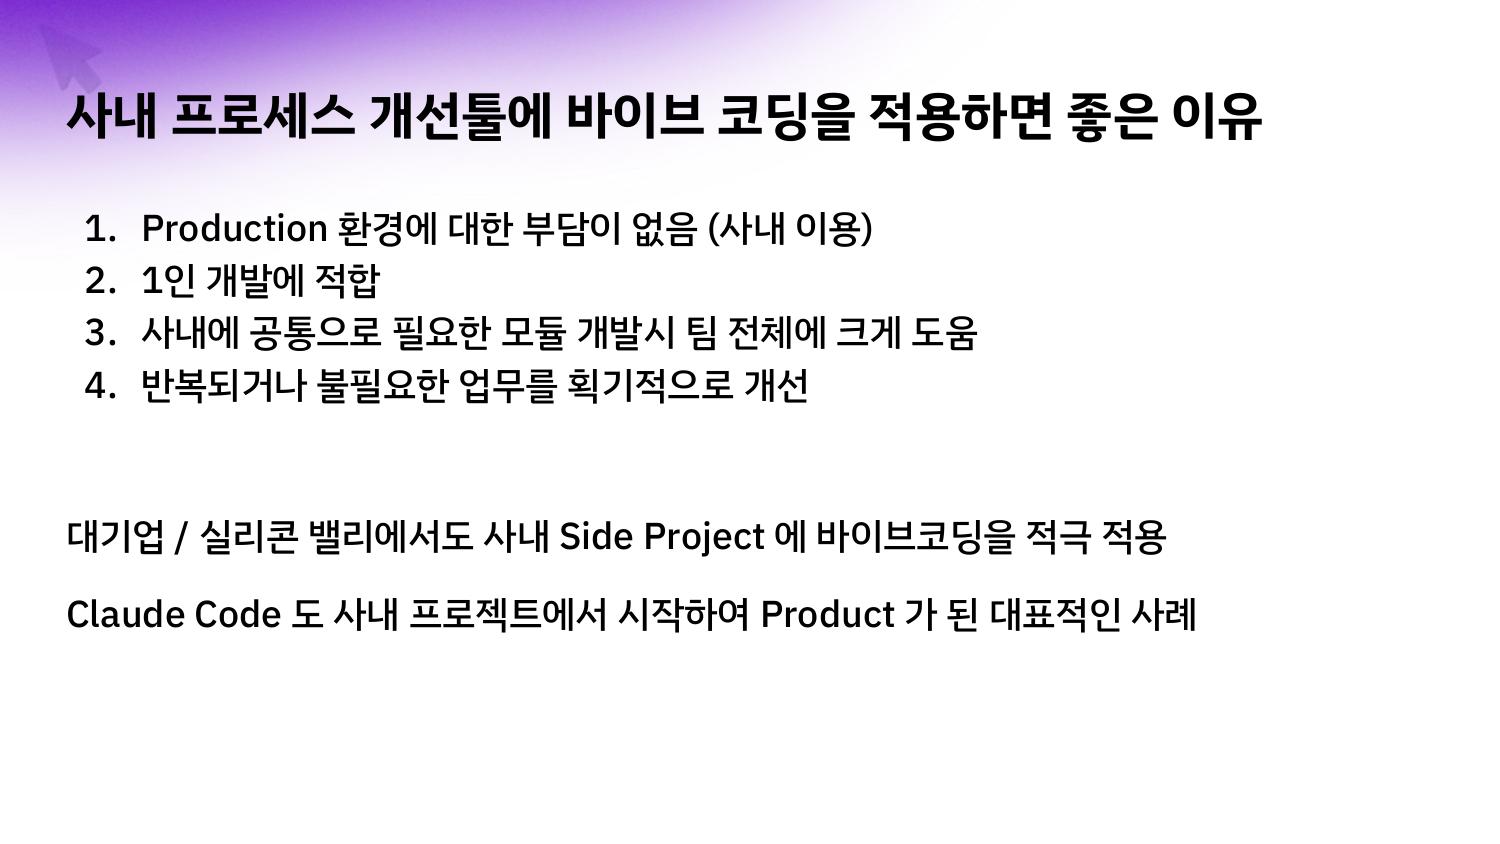 사내 프로세스 개선툴에 바이브 코딩을 적용하면 좋은 이유
1. Production 환경에 대한 부담이 없음 (사내 이용)
2. 1인 개발에 적합
3. 사내에 공통으로 필요한 모듈 개발시 팀 전체에 크게 도움
4. 반복되거나 불필요한 업무를 획기적으로 개선
대기업 / 실리콘 밸리에서도 사내 Side Project 에 바이브코딩을 적극 적용
Claude Code 도 사내 프로젝트에서 시작하여 Product 가 된 대표적인 사례